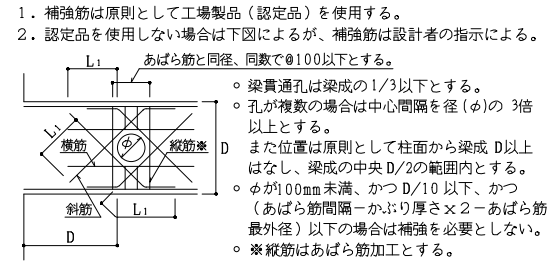 １．補強筋は原則として工場製品（認定品）を使用する。
２．認定品を使用しない場合は下図によるが、補強筋は設計者の指示による。
L1
あばら筋と同径、同数で@100以下とする。
L1
横筋
φ
縦筋※
D
斜筋
L1
D
○ 梁貫通孔は梁成の1/3以下とする。
○ 孔が複数の場合は中心間隔を径(φ)の 3倍
以上とする。
また位置は原則として柱面から梁成 D以上
はなし、梁成の中央D/2の範囲内とする。
○ φが100mm未満、かつD/10以下、かつ
（あばら筋間隔－かぶり厚さｘ２－あばら筋
最外径）以下の場合は補強を必要としない。
○ ※縦筋はあばら筋加工とする。